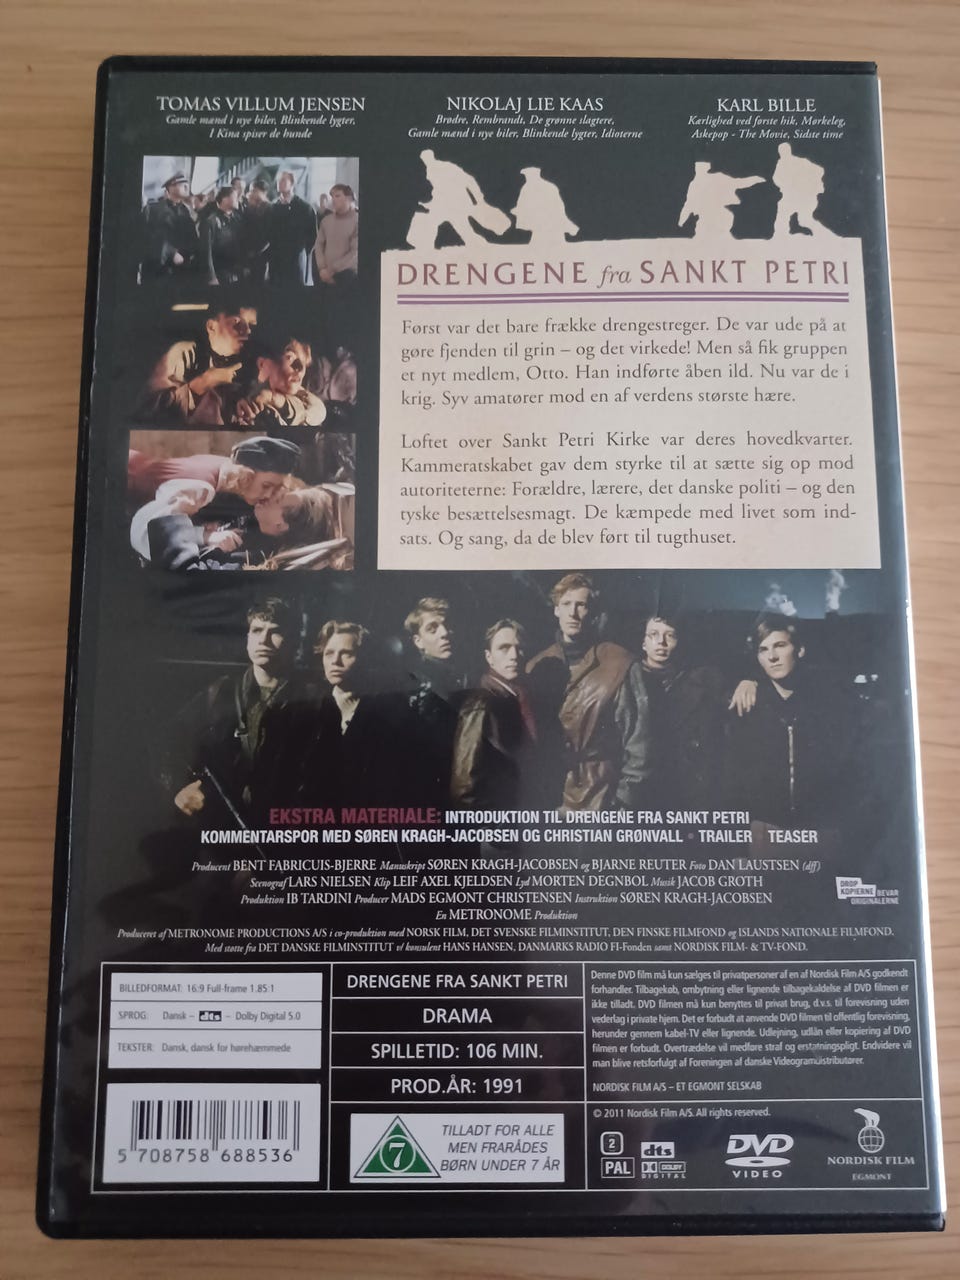 TOMAS VILLUM JENSEN
Gamle mænd i nye biler, Blinkende lygter,
I Kina spiser de hunde
NIKOLAJ LIE KAAS
Brødre, Rembrandt, De grønne slagtere,
Gamle mænd i nye biler, Blinkende lygter, Idioterne
KARL BILLE
Kærlighed ved første hik, Mørkeleg,
Askepop - The Movie, Sidste time
DRENGENE fra SANKT PETRI
Først var det bare frække drengestreger. De var ude på at
gøre fjenden til grin – og det virkede! Men så fik gruppen
et nyt medlem, Otto. Han indførte åben ild. Nu var de i
krig. Syv amatører mod en af verdens største hære.
Loftet over Sankt Petri Kirke var deres hovedkvarter.
Kammeratskabet gav dem styrke til at sætte sig op mod
autoriteterne: Forældre, lærere, det danske politi – og den
tyske besættelsesmagt. De kæmpede med livet som ind-
sats. Og sang, da de blev ført til tugthuset.
EKSTRA MATERIALE: INTRODUKTION TIL DRENGENE FRA SANKT PETRI
KOMMENTARSPOR MED SØREN KRAGH-JACOBSEN OG CHRISTIAN GRØNVALL • TRAILER TEASER
Producent BENT FABRICUIS-BJERRE Manuskript SØREN KRAGH-JACOBSEN og BJARNE REUTER Foto DAN LAUSTSEN (dff)
Scenograf LARS NIELSEN Klip LEIF AXEL KJELDSEN Lyd MORTEN DEGNBOL Musik JACOB GROTH
Produktion IB TARDINI Producer MADS EGMONT CHRISTENSEN Instruktion SØREN KRAGH-JACOBSEN
En METRONOME Produktion
DROP
KOPIERNE BEVAR
ORIGINALERNE
Produceret af METRONOME PRODUCTIONS A/S i co-produktion med NORSK FILM, DET SVENSKE FILMINSTITUT, DEN FINSKE FILMFOND og ISLANDS NATIONALE FILMFOND.
Med støtte fra DET DANSKE FILMINSTITUT v/ konsulent HANS HANSEN, DANMARKS RADIO FI-Fonden samt NORDISK FILM- & TV-FOND.
BILLEDFORMAT: 16:9 Full-frame 1.85:1
SPROG: Dansk – dts – Dolby Digital 5.0
TEKSTER: Dansk, dansk for hørehæmmede
5 708758 688536
DRENGENE FRA SANKT PETRI
DRAMA
SPILLETID: 106 MIN.
PROD.ÅR: 1991
7
TILLADT FOR ALLE
MEN FRARÅDES
BØRN UNDER 7 ÅR
Denne DVD film må kun sælges til privatpersoner af en af Nordisk Film A/S godkendt
forhandler. Tilbagekøb, ombytning eller lignende tilbagekaldelse af DVD filmen er
ikke tilladt. DVD filmen må kun benyttes til privat brug, d.v.s. til forevisning uden
vederlag i private hjem. Det er forbudt at anvende DVD filmen til offentlig forevisning,
herunder gennem kabel-TV eller lignende. Udlejning, udlån eller kopiering af DVD
filmen er forbudt. Overtrædelse vil medføre straf og erstatningspligt. Endvidere vil
man blive retsforfulgt af Foreningen af danske Videogramdistributører.
NORDISK FILM A/S – ET EGMONT SELSKAB
© 2011 Nordisk Film A/S. All rights reserved.
2
PAL
dts
DOLBY
DIGITAL
DVD
VIDEO
NORDISK FILM
EGMONT